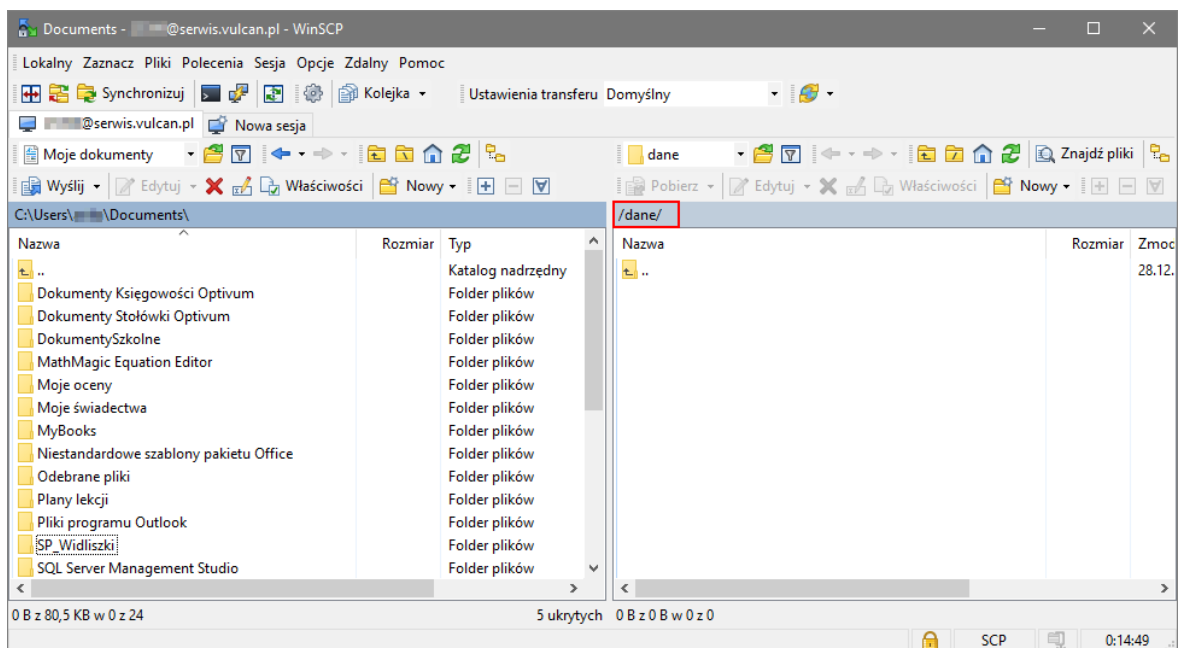 Documents - @serwis.vulcan.pl - WinSCP
Lokalny Zaznacz Pliki Polecenia Sesja Opcje Zdalny Pomoc
Synchronizuj Kolejka Ustawienia transferu Domyślny
@serwis.vulcan.pl Nowa sesja
Moje dokumenty dane Znajdź pliki
Wyślij Edytuj Właściwości Nowy Pobierz Edytuj Właściwości Nowy
C:\Users\ \Documents\ /dane/
Nazwa Rozmiar Typ Nazwa Rozmiar Zmoc
.. Katalog nadrzędny .. 28.12.
Dokumenty Księgowości Optivum Folder plików
Dokumenty Stołówki Optivum Folder plików
DokumentySzkolne Folder plików
MathMagic Equation Editor Folder plików
Moje oceny Folder plików
Moje świadectwa Folder plików
MyBooks Folder plików
Niestandardowe szablony pakietu Office Folder plików
Odebrane pliki Folder plików
Plany lekcji Folder plików
Pliki programu Outlook Folder plików
SP_Widliszki Folder plików
SQL Server Management Studio Folder plików
0 B z 80,5 KB w 0 z 24 5 ukrytych 0 B z 0 B w 0 z 0
SCP 0:14:49